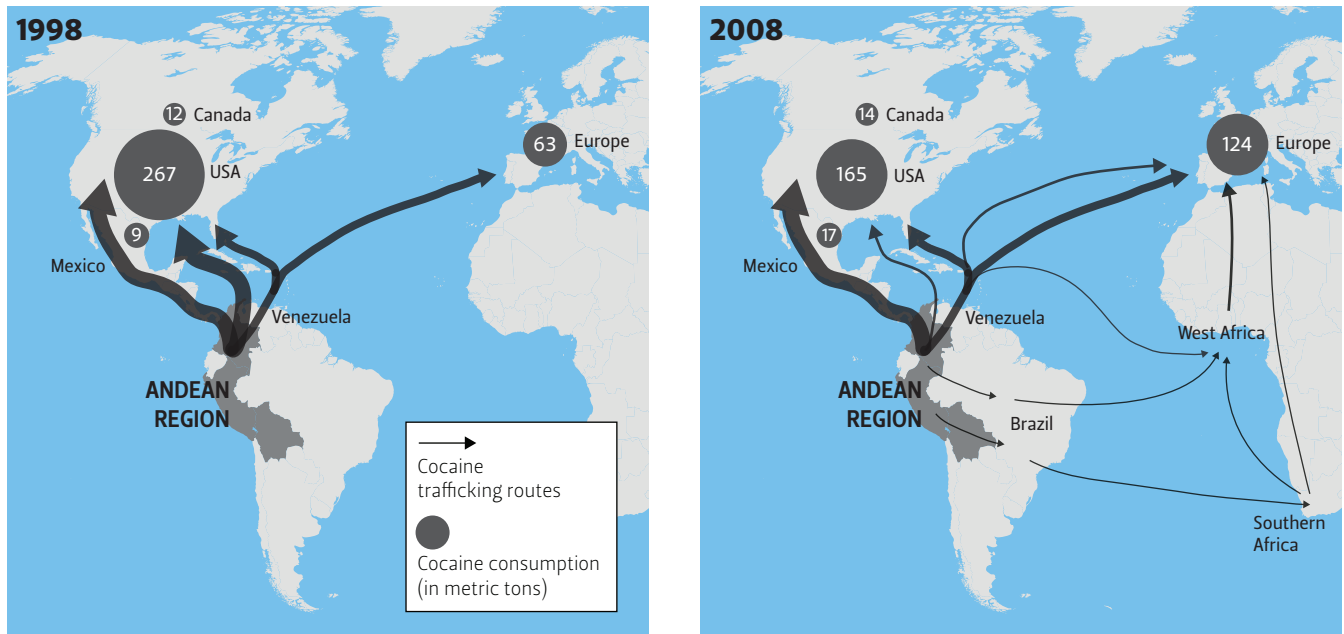 1998
12
Canada
267
USA
63
Europe
9
Mexico
Venezuela
ANDEAN
REGION
Cocaine
trafficking routes
Cocaine consumption
(in metric tons)
2008
14
Canada
165
USA
124
Europe
17
Mexico
Venezuela
West Africa
ANDEAN
REGION
Brazil
Southern
Africa